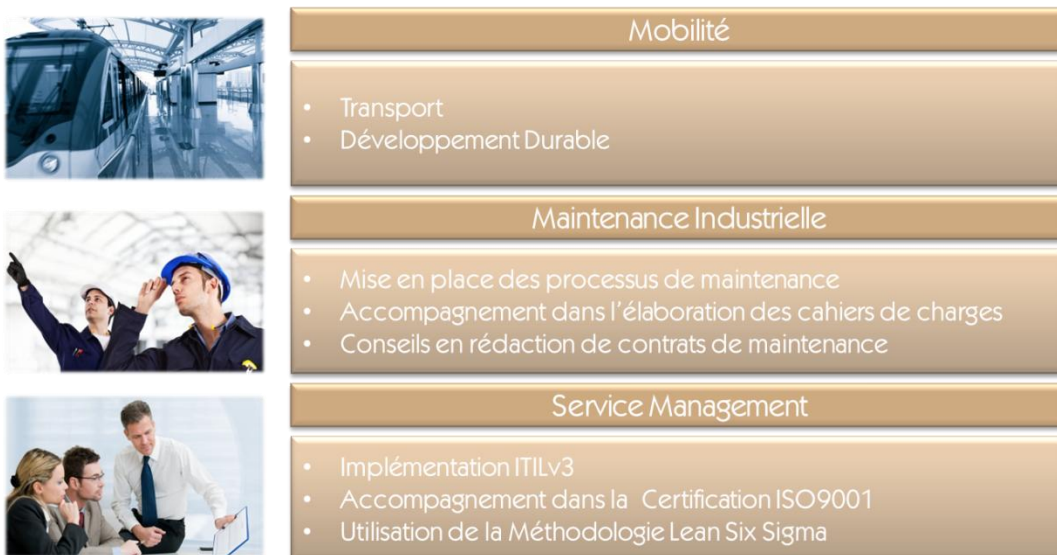 Mobilité
• Transport
• Développement Durable
Maintenance Industrielle
• Mise en place des processus de maintenance
• Accompagnement dans l'élaboration des cahiers de charges
• Conseils en rédaction de contrats de maintenance
Service Management
• Implémentation ITILv3
• Accompagnement dans la Certification ISO9001
• Utilisation de la Méthodologie Lean Six Sigma